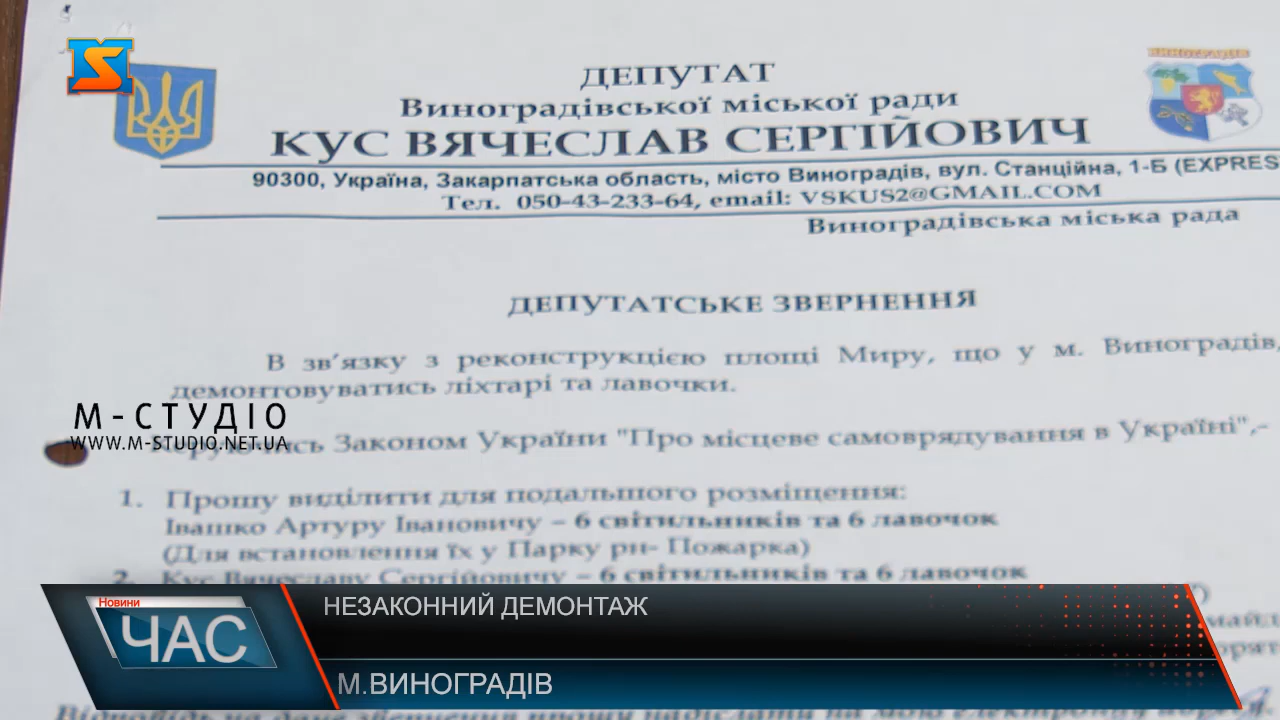 ВИНОГРАДІВ
ДЕПУТАТ
Виноградівської міської ради
КУС ВЯЧЕСЛАВ СЕРГІЙОВИЧ
90300, Україна, Закарпатська область, місто Виноградів, вул. Станційна, 1-Б (EXPRES
Тел. 050-43-233-64, email: VSKUS2@GMAIL.COM
Виноградівська міська рада
ДЕПУТАТСЬКЕ ЗВЕРНЕННЯ
В зв’язку з реконструкцією площі Миру, що у м. Виноградів,
демонтовуватись ліхтарі та лавочки.
М-СТУДІО
WWW.M-STUDIO.NET.UA
Законом України "Про місцеве самоврядування в Україні",-
1. Прошу виділити для подальшого розміщення:
Івашко Артуру Івановичу – 6 світильників та 6 лавочок
(Для встановлення їх у Парку рн- Пожарка)
2. Кус Вячеславу Сергійовичу – 6 світильників та 6 лавочок
Новини
ЧАС
НЕЗАКОННИЙ ДЕМОНТАЖ
М.ВИНОГРАДІВ